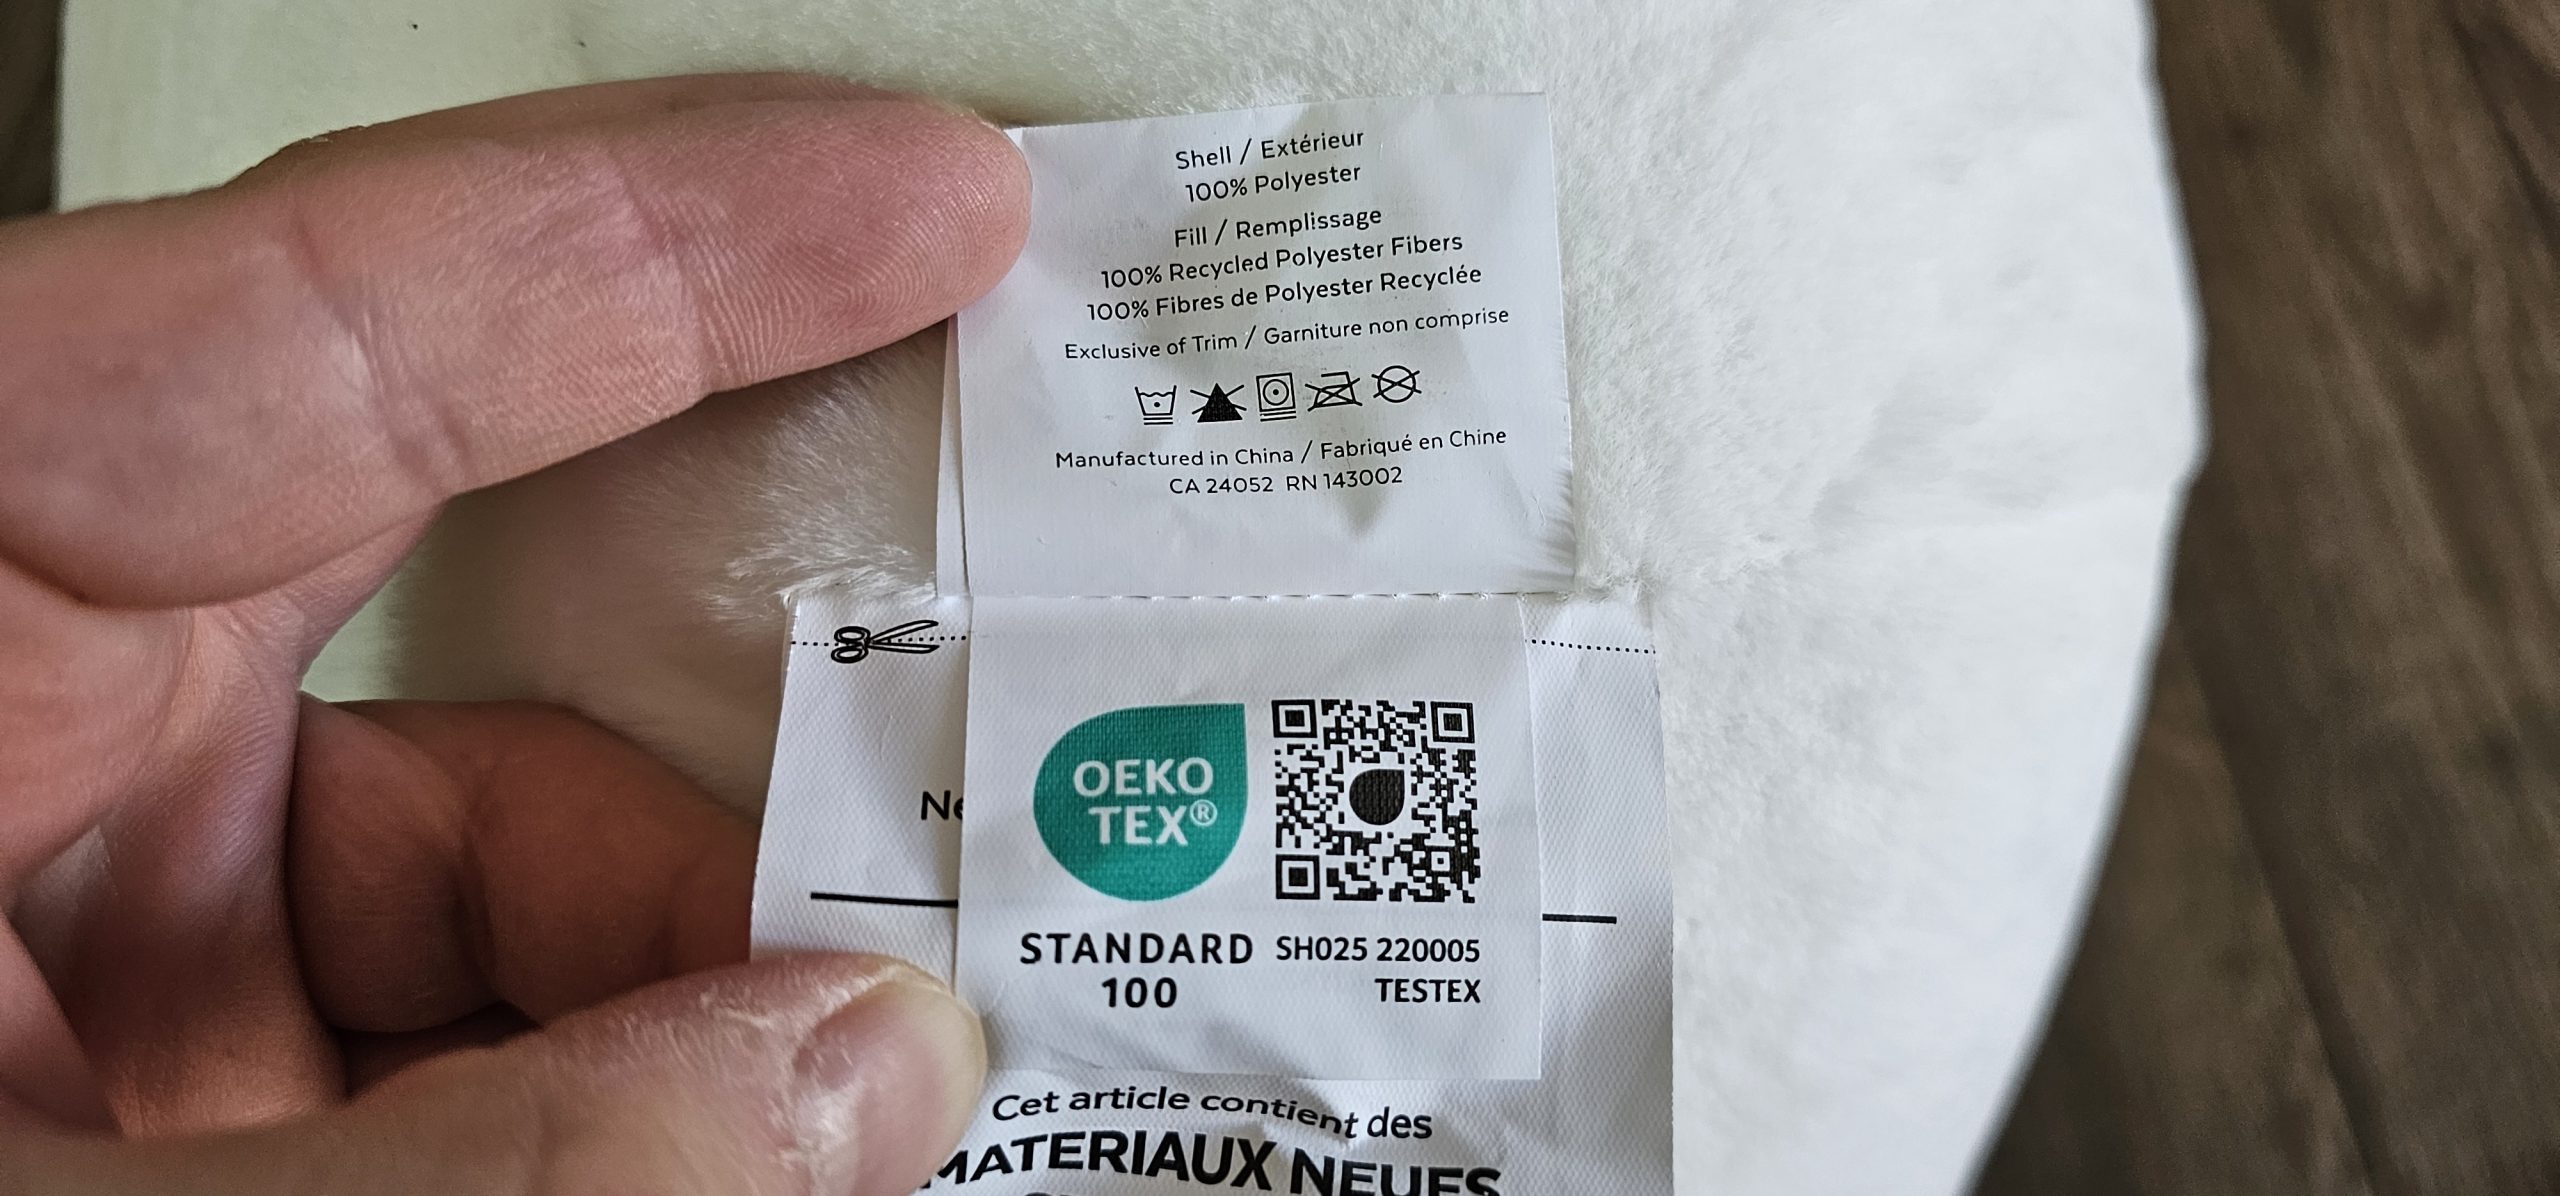 Shell / Extérieur
100% Polyester
Fill / Remplissage
100% Recycled Polyester Fibers
100% Fibres de Polyester Recyclée
Exclusive of Trim / Garniture non comprise
Manufactured in China / Fabriqué en Chine
CA 24052 RN 143002
OEKO
TEX®
STANDARD
100
SH025 220005
TESTEX
Cet article contient des
MATERIAUX NEUFS